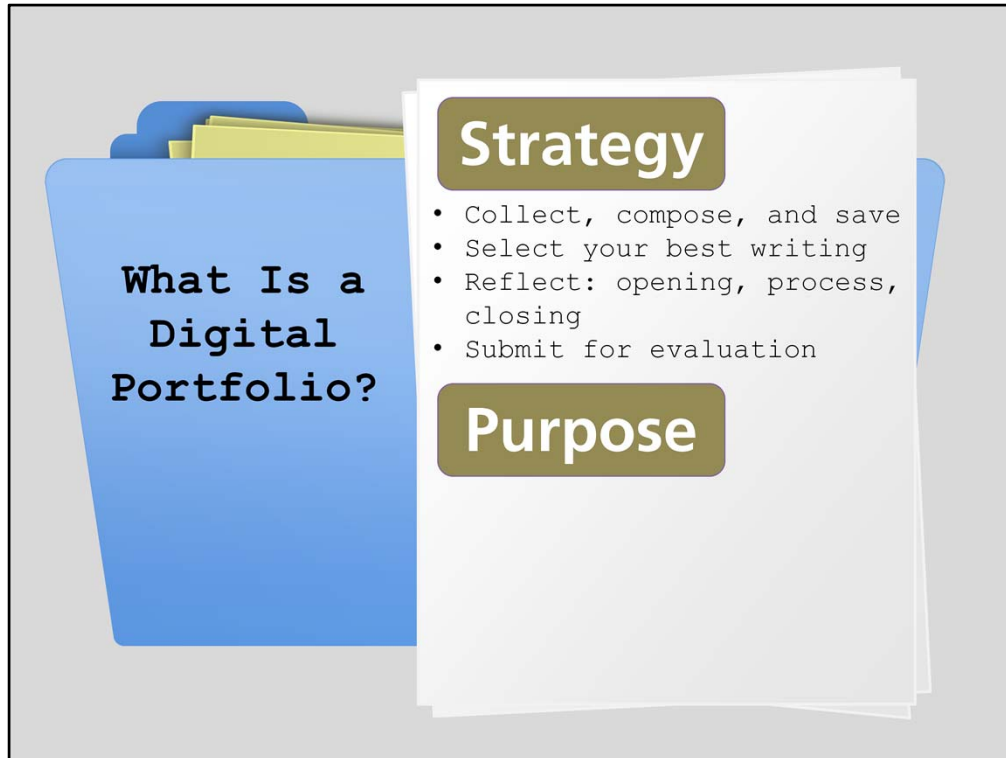 What Is a
Digital
Portfolio?
Strategy
• Collect, compose, and save
• Select your best writing
• Reflect: opening, process,
closing
• Submit for evaluation
Purpose